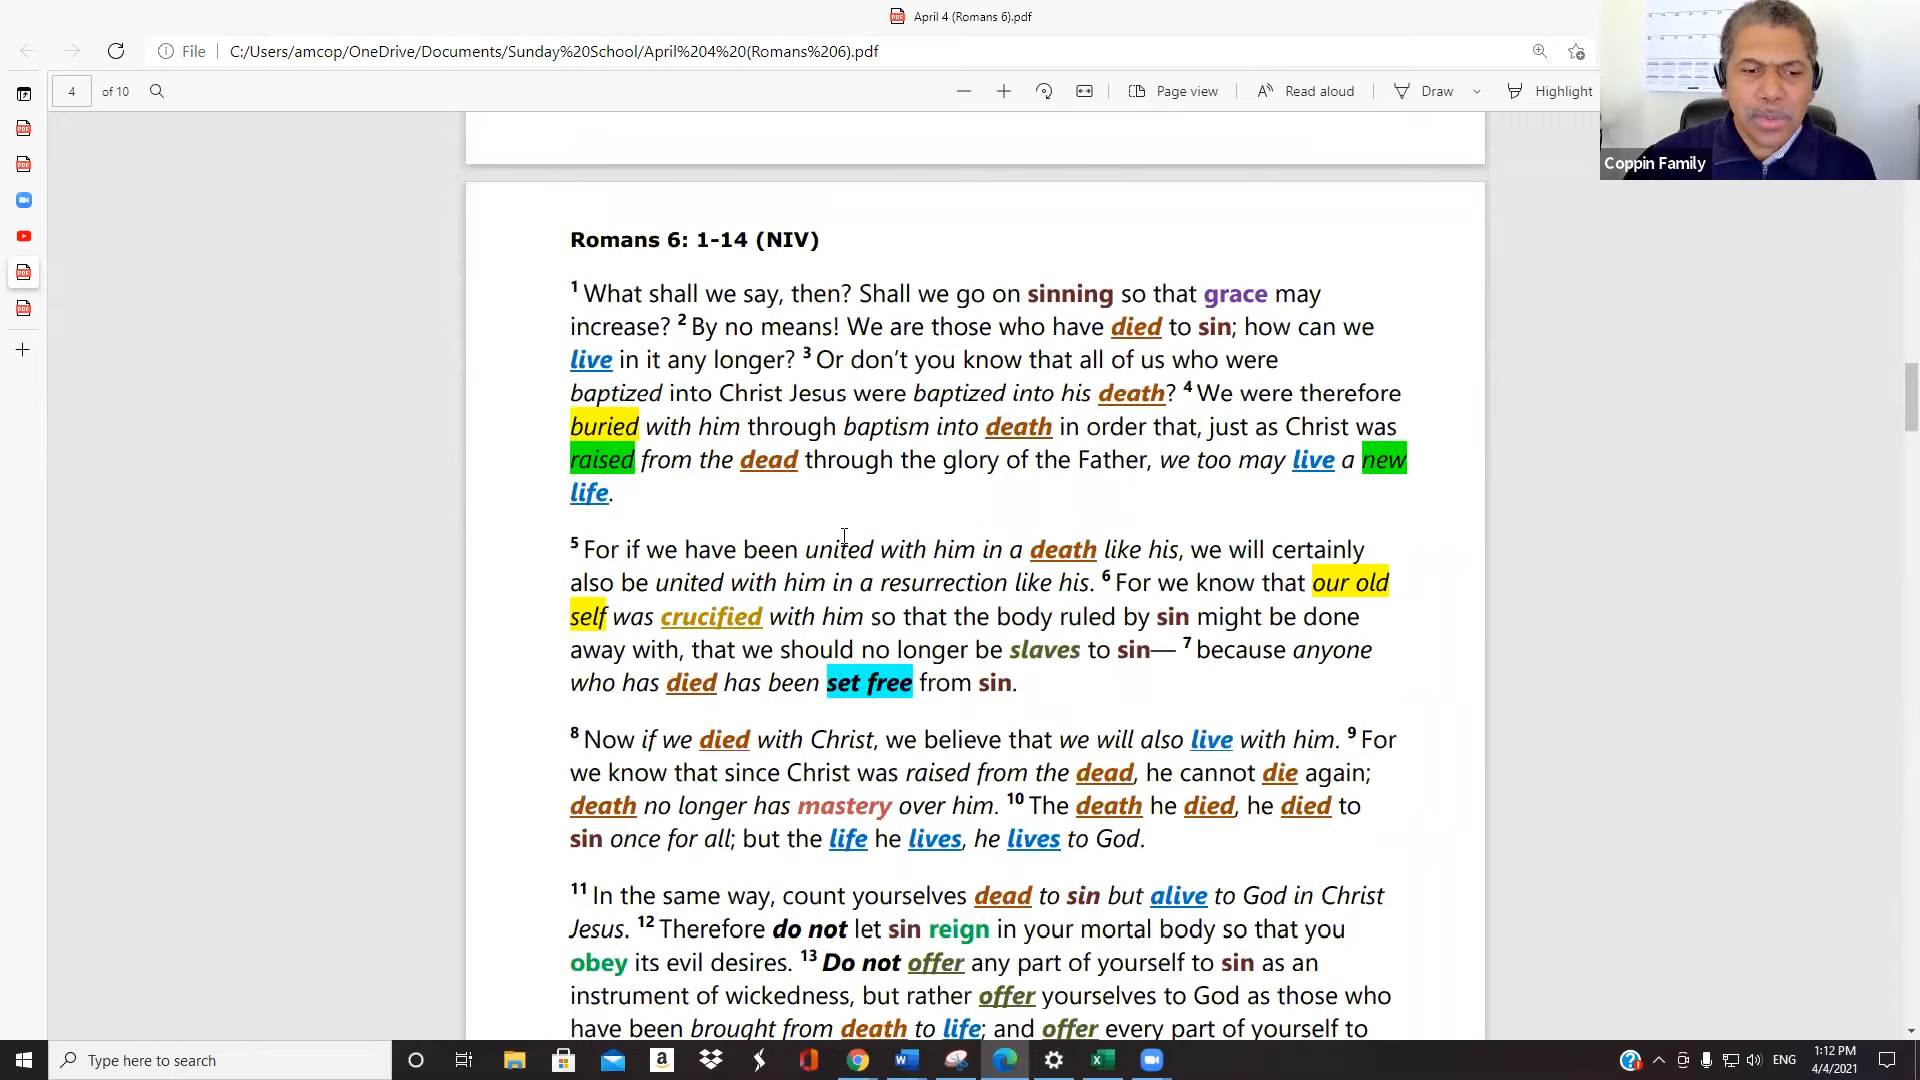 April 4 (Romans 6).pdf
File
C:/Users/amcop/OneDrive/Documents/Sunday%20School/April%204%20(Romans%206).pdf
4 of 10
Page view
Read aloud
Draw
Highlight
Coppin Family
Romans 6: 1-14 (NIV)
1 What shall we say, then? Shall we go on sinning so that grace may
increase? 2 By no means! We are those who have died to sin; how can we
live in it any longer? 3 Or don’t you know that all of us who were
baptized into Christ Jesus were baptized into his death? 4 We were therefore
buried with him through baptism into death in order that, just as Christ was
raised from the dead through the glory of the Father, we too may live a new
life.
5 For if we have been united with him in a death like his, we will certainly
also be united with him in a resurrection like his. 6 For we know that our old
self was crucified with him so that the body ruled by sin might be done
away with, that we should no longer be slaves to sin— 7 because anyone
who has died has been set free from sin.
8 Now if we died with Christ, we believe that we will also live with him. 9 For
we know that since Christ was raised from the dead, he cannot die again;
death no longer has mastery over him. 10 The death he died, he died to
sin once for all; but the life he lives, he lives to God.
11 In the same way, count yourselves dead to sin but alive to God in Christ
Jesus. 12 Therefore do not let sin reign in your mortal body so that you
obey its evil desires. 13 Do not offer any part of yourself to sin as an
instrument of wickedness, but rather offer yourselves to God as those who
have been brought from death to life; and offer every part of yourself to
Type here to search
ENG
1:12 PM
4/4/2021